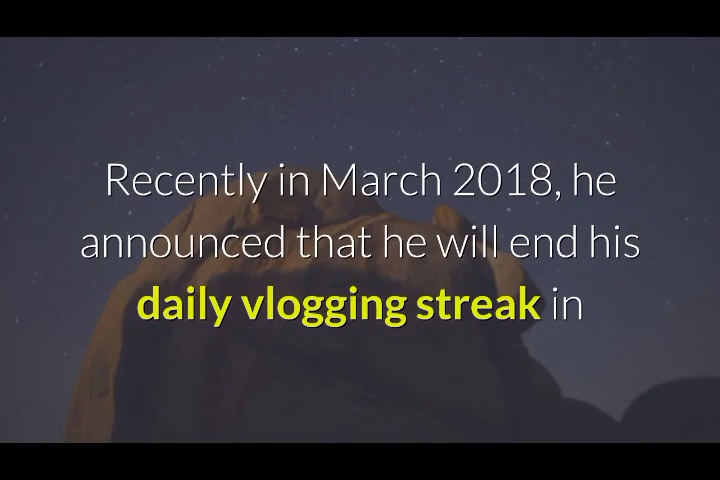 Recently in March 2018, he
announced that he will end his
daily vlogging streak in